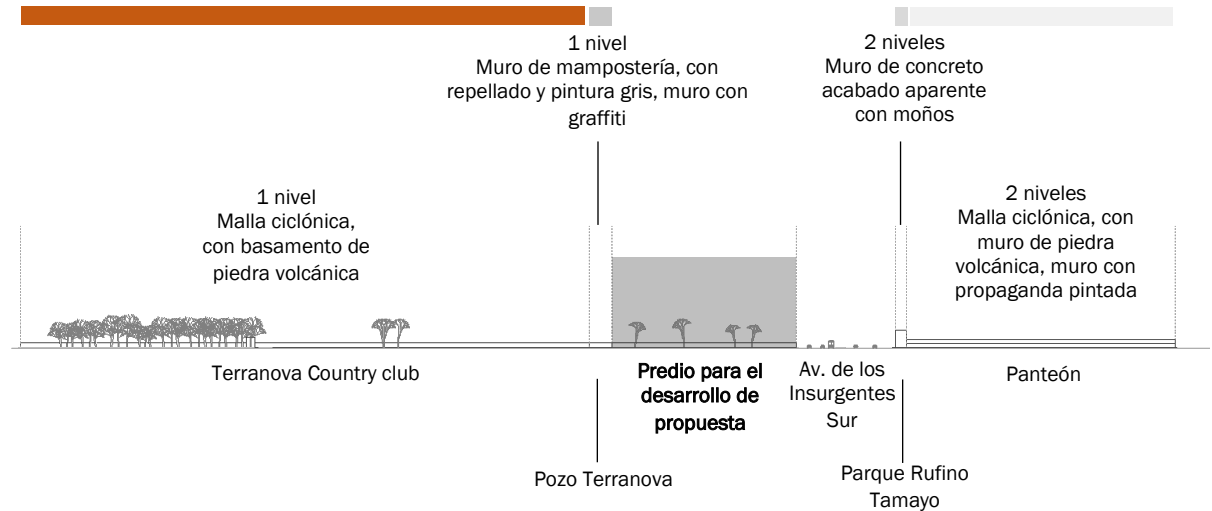 1 nivel
Muro de mampostería, con
repellado y pintura gris, muro con
graffiti
2 niveles
Muro de concreto
acabado aparente
con moños
1 nivel
Malla ciclónica,
con basamento de
piedra volcánica
2 niveles
Malla ciclónica, con
muro de piedra
volcánica, muro con
propaganda pintada
Terranova Country club
Predio para el
desarrollo de
propuesta
Av. de los
Insurgentes
Sur
Panteón
Pozo Terranova
Parque Rufino
Tamayo